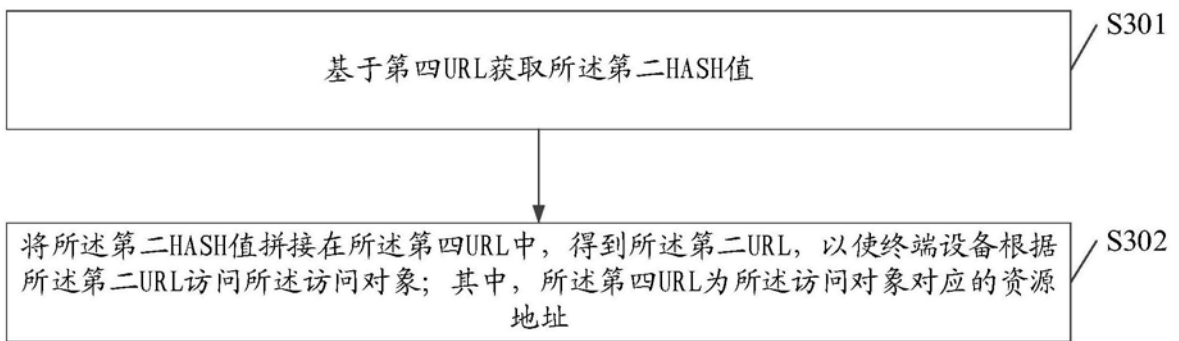 S301
基于第四URL获取所述第二HASH值
S302
将所述第二HASH值拼接在所述第四URL中，得到所述第二URL，以使终端设备根据
所述第二URL访问所述访问对象；其中，所述第四URL为所述访问对象对应的资源
地址